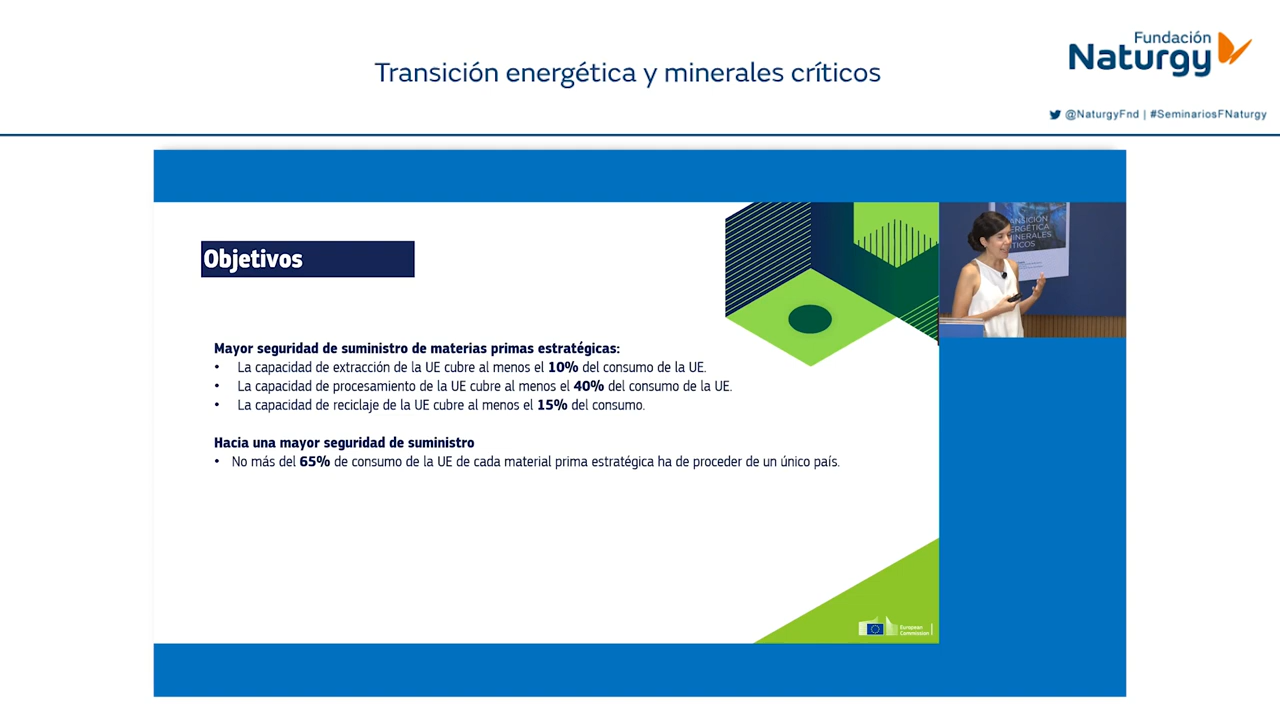 Transición energética y minerales críticos
Fundación
Naturgy
@NaturgyFnd | #SeminariosFNaturgy
Objetivos
ANSICIÓN
ERGÉTICA
MINERALES
ÍTICOS
Mayor seguridad de suministro de materias primas estratégicas:
• La capacidad de extracción de la UE cubre al menos el 10% del consumo de la UE.
• La capacidad de procesamiento de la UE cubre al menos el 40% del consumo de la UE.
• La capacidad de reciclaje de la UE cubre al menos el 15% del consumo.
Hacia una mayor seguridad de suministro
• No más del 65% de consumo de la UE de cada material prima estratégica ha de proceder de un único país.
European
Commission